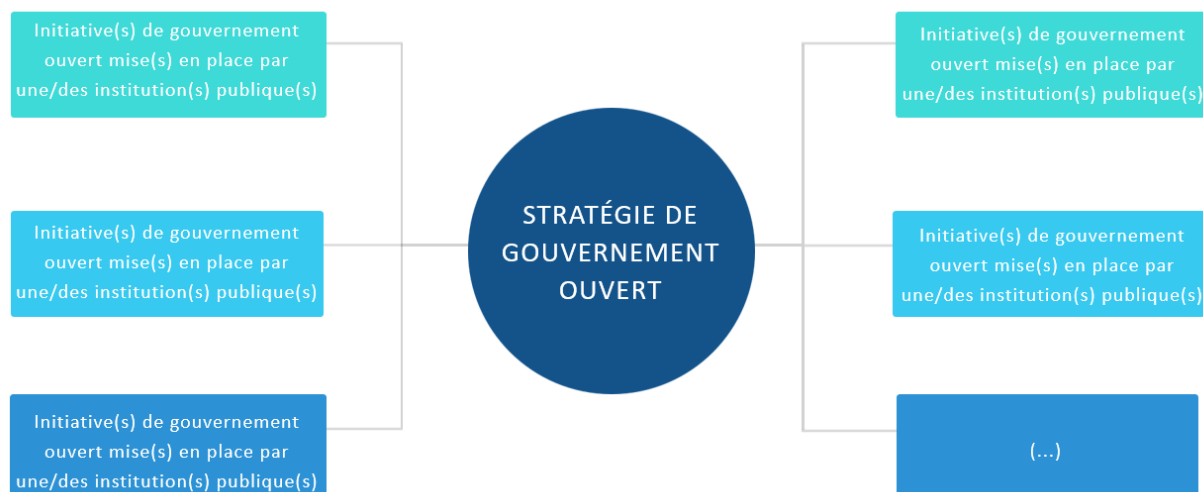 Initiative(s) de gouvernement
ouvert mise(s) en place par
une/des institution(s) publique(s)
Initiative(s) de gouvernement
ouvert mise(s) en place par
une/des institution(s) publique(s)
Initiative(s) de gouvernement
ouvert mise(s) en place par
une/des institution(s) publique(s)
STRATÉGIE DE
GOUVERNEMENT
OUVERT
Initiative(s) de gouvernement
ouvert mise(s) en place par
une/des institution(s) publique(s)
Initiative(s) de gouvernement
ouvert mise(s) en place par
une/des institution(s) publique(s)
(...)